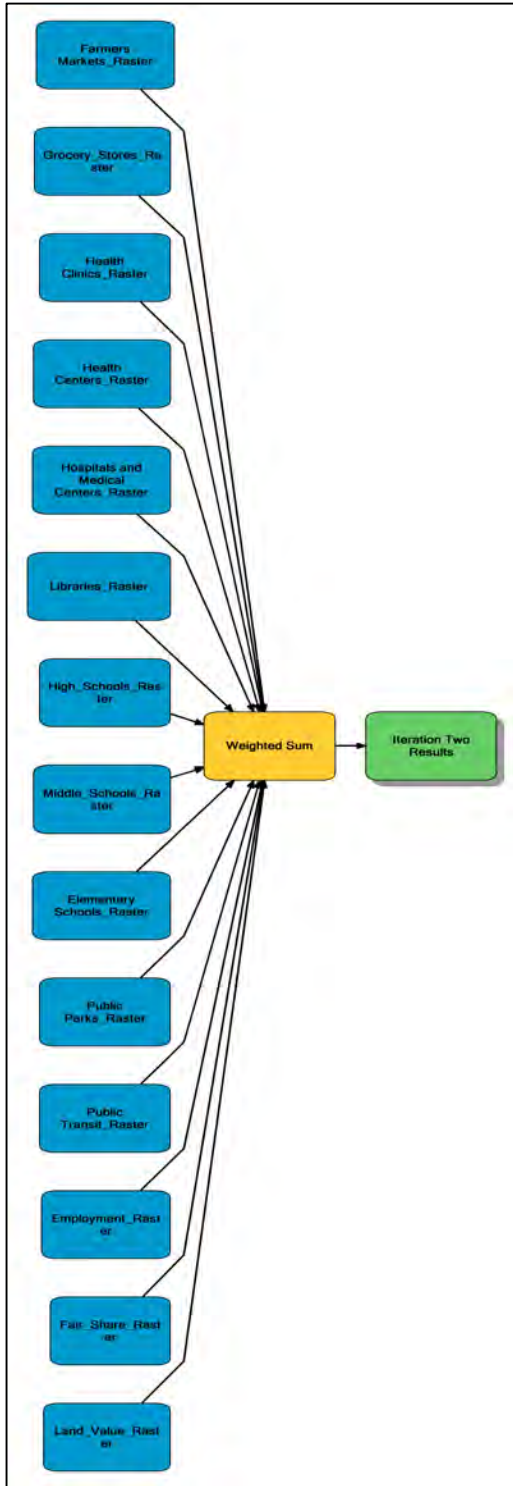 Farmers
Markets_Raster
Grocery_Stores_Ra
ster
Health
Clinics_Raster
Health
Centers_Raster
Hospitals and
Medical
Centers_Raster
Libraries_Raster
High_Schools_Ras
ter
Weighted Sum
Iteration Two
Results
Middle_Schools_Ra
ster
Elementary
Schools_Raster
Public
Parks_Raster
Public
Transit_Raster
Employment_Rast
er
Fair_Share_Rast
er
Land_Value_Rast
er